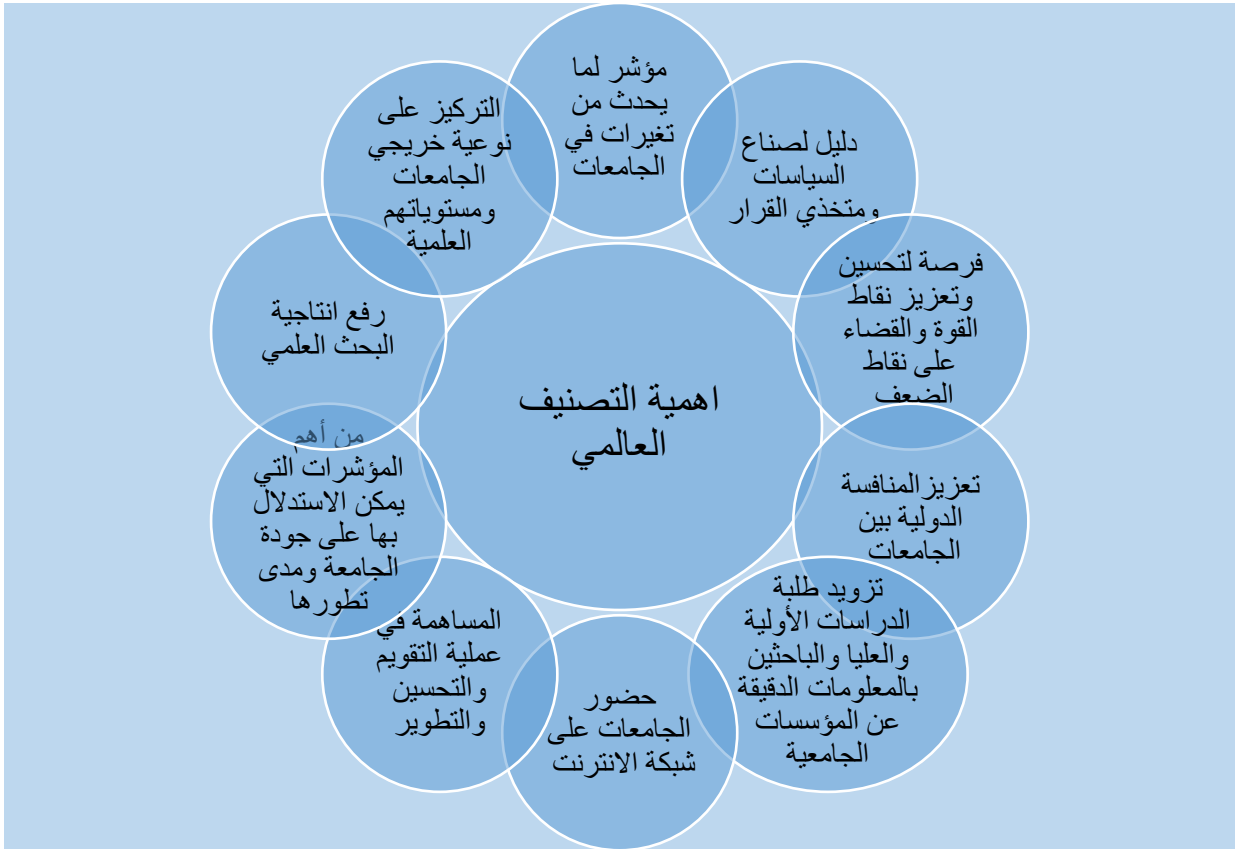 اهمية التصنيف
العالمي
مؤشر لما
يحدث من
تغيرات في
الجامعات
دليل لصناع
السياسات
ومتخذي القرار
فرصة لتحسين
وتعزيز نقاط
القوة والقضاء
على نقاط
الضعف
تعزيز المنافسة
الدولية بين
الجامعات
تزويد طلبة
الدراسات الأولية
والعليا والباحثين
بالمعلومات الدقيقة
عن المؤسسات
الجامعية
حضور
الجامعات على
شبكة الانترنت
المساهمة في
عملية التقويم
والتحسين
والتطوير
من أهم
المؤشرات التي
يمكن الاستدلال
بها على جودة
الجامعة ومدى
تطورها
رفع انتاجية
البحث العلمي
التركيز على
نوعية خريجي
الجامعات
ومستوياتهم
العلمية